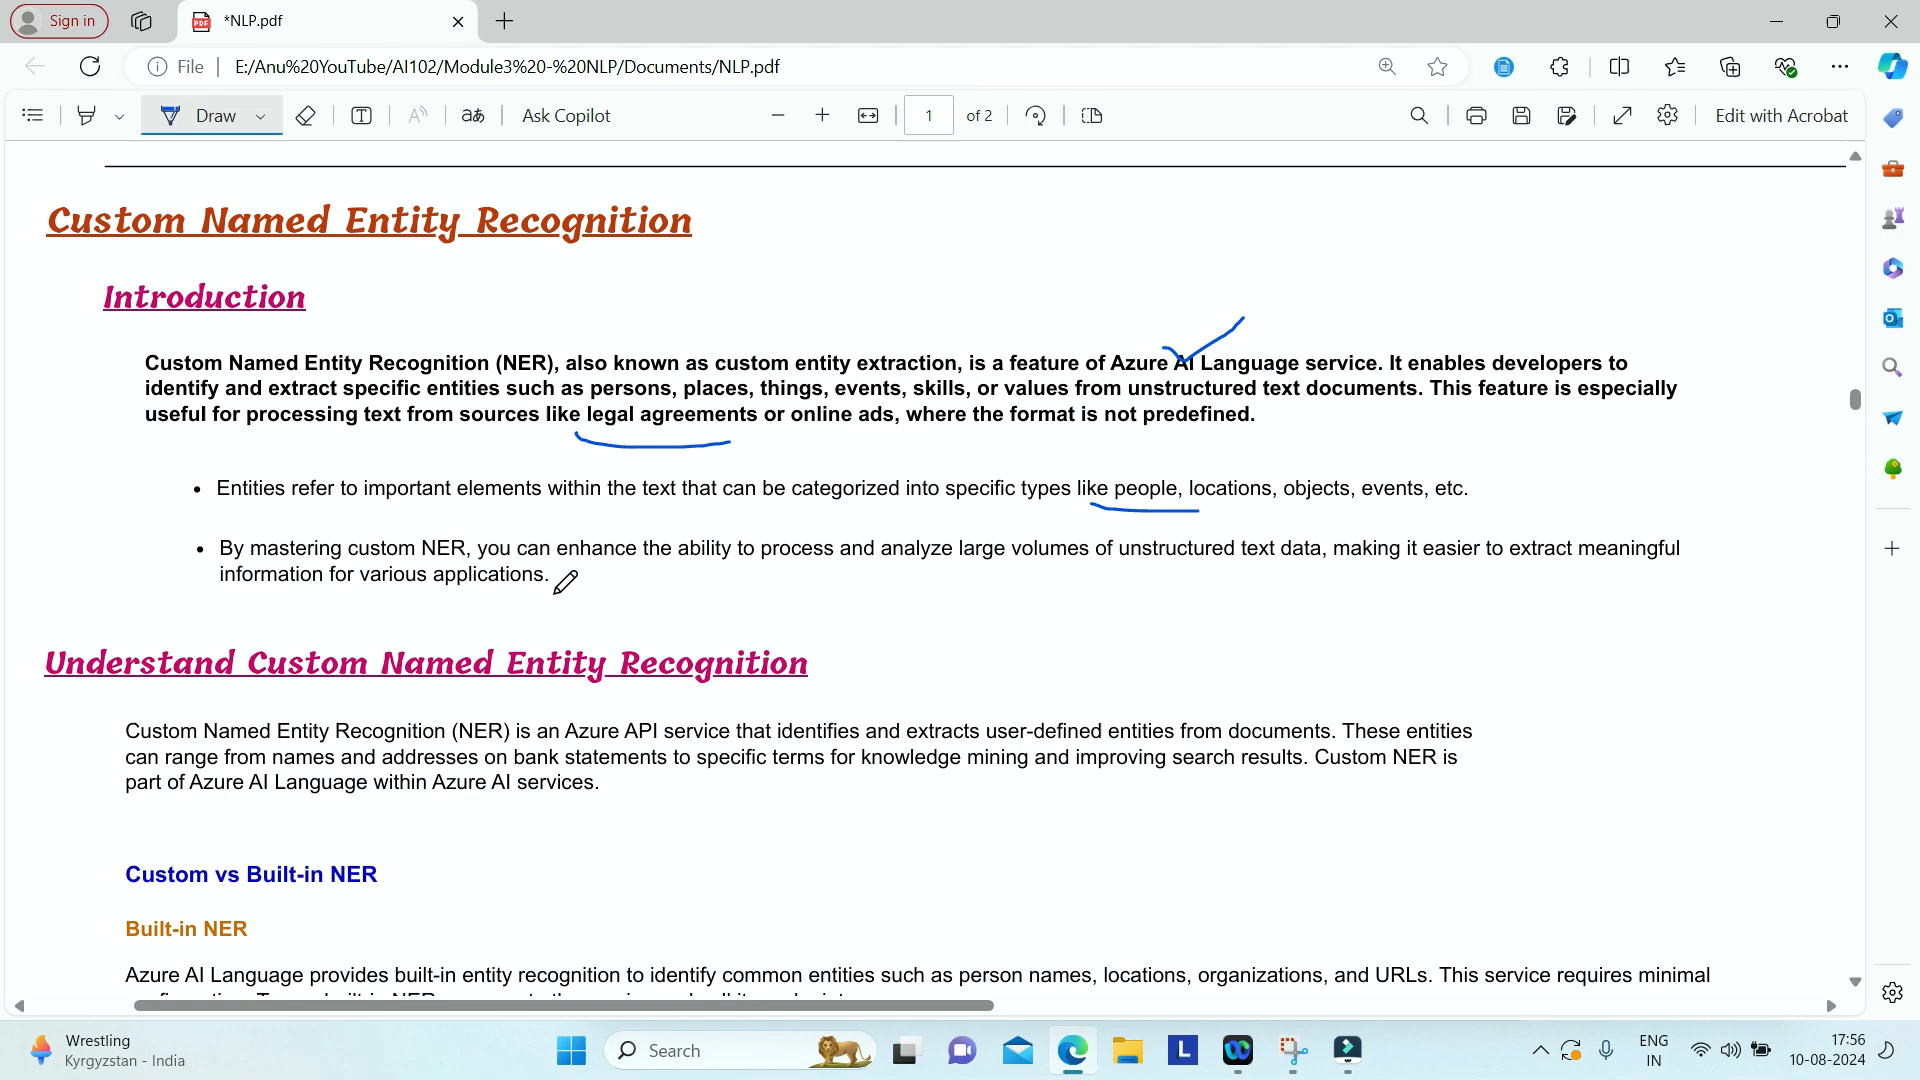 Sign in
*NLP.pdf
File
E:/Anu%20YouTube/AI102/Module3%20-%20NLP/Documents/NLP.pdf
Draw
Ask Copilot
1
of 2
Edit with Acrobat
Custom Named Entity Recognition
Introduction
Custom Named Entity Recognition (NER), also known as custom entity extraction, is a feature of Azure AI Language service. It enables developers to
identify and extract specific entities such as persons, places, things, events, skills, or values from unstructured text documents. This feature is especially
useful for processing text from sources like legal agreements or online ads, where the format is not predefined.
• Entities refer to important elements within the text that can be categorized into specific types like people, locations, objects, events, etc.
• By mastering custom NER, you can enhance the ability to process and analyze large volumes of unstructured text data, making it easier to extract meaningful
information for various applications.
Understand Custom Named Entity Recognition
Custom Named Entity Recognition (NER) is an Azure API service that identifies and extracts user-defined entities from documents. These entities
can range from names and addresses on bank statements to specific terms for knowledge mining and improving search results. Custom NER is
part of Azure AI Language within Azure AI services.
Custom vs Built-in NER
Built-in NER
Azure AI Language provides built-in entity recognition to identify common entities such as person names, locations, organizations, and URLs. This service requires minimal
Wrestling
Kyrgyzstan - India
Search
ENG
IN
17:56
10-08-2024